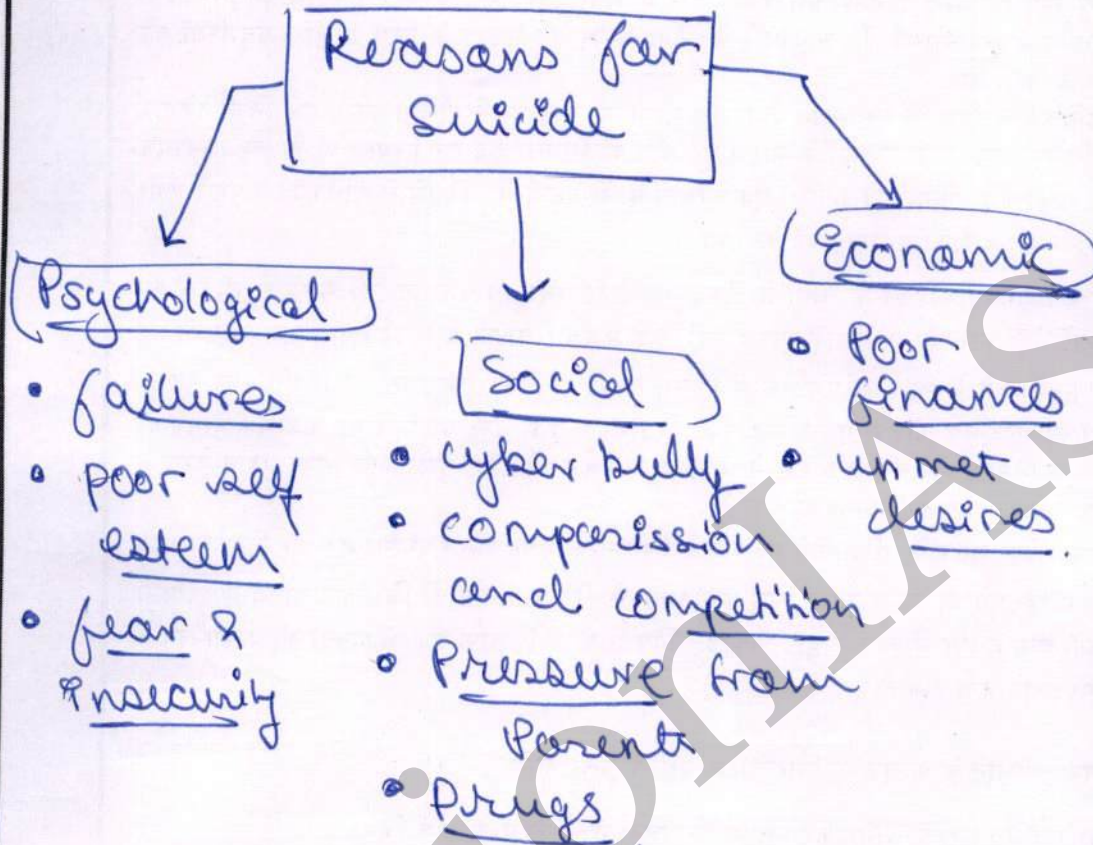 Reasons for
Suicide
Psychological
• failures
• poor self
esteem
• fear &
insecurity
Social
• cyber bully
• comparission
and competition
• Pressure from
Parents
• Drugs
Economic
• Poor
finances
• unmet
desires
ionIAS